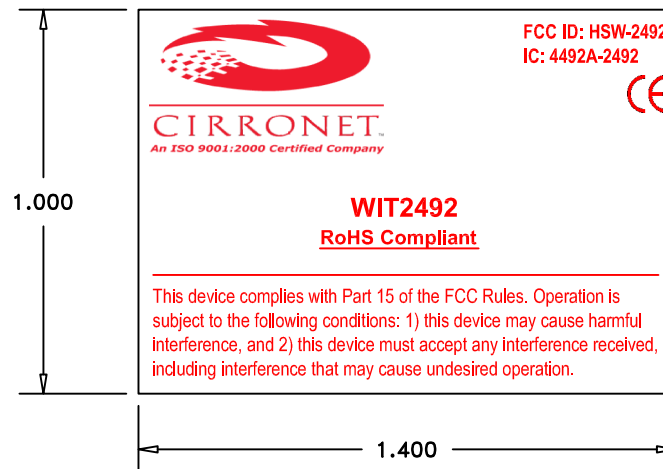 FCC ID: HSW-2492
IC: 4492A-2492
CE
CIRRONET™
An ISO 9001:2000 Certified Company
1.000
WIT2492
RoHS Compliant
This device complies with Part 15 of the FCC Rules. Operation is
subject to the following conditions: 1) this device may cause harmful
interference, and 2) this device must accept any interference received,
including interference that may cause undesired operation.
1.400